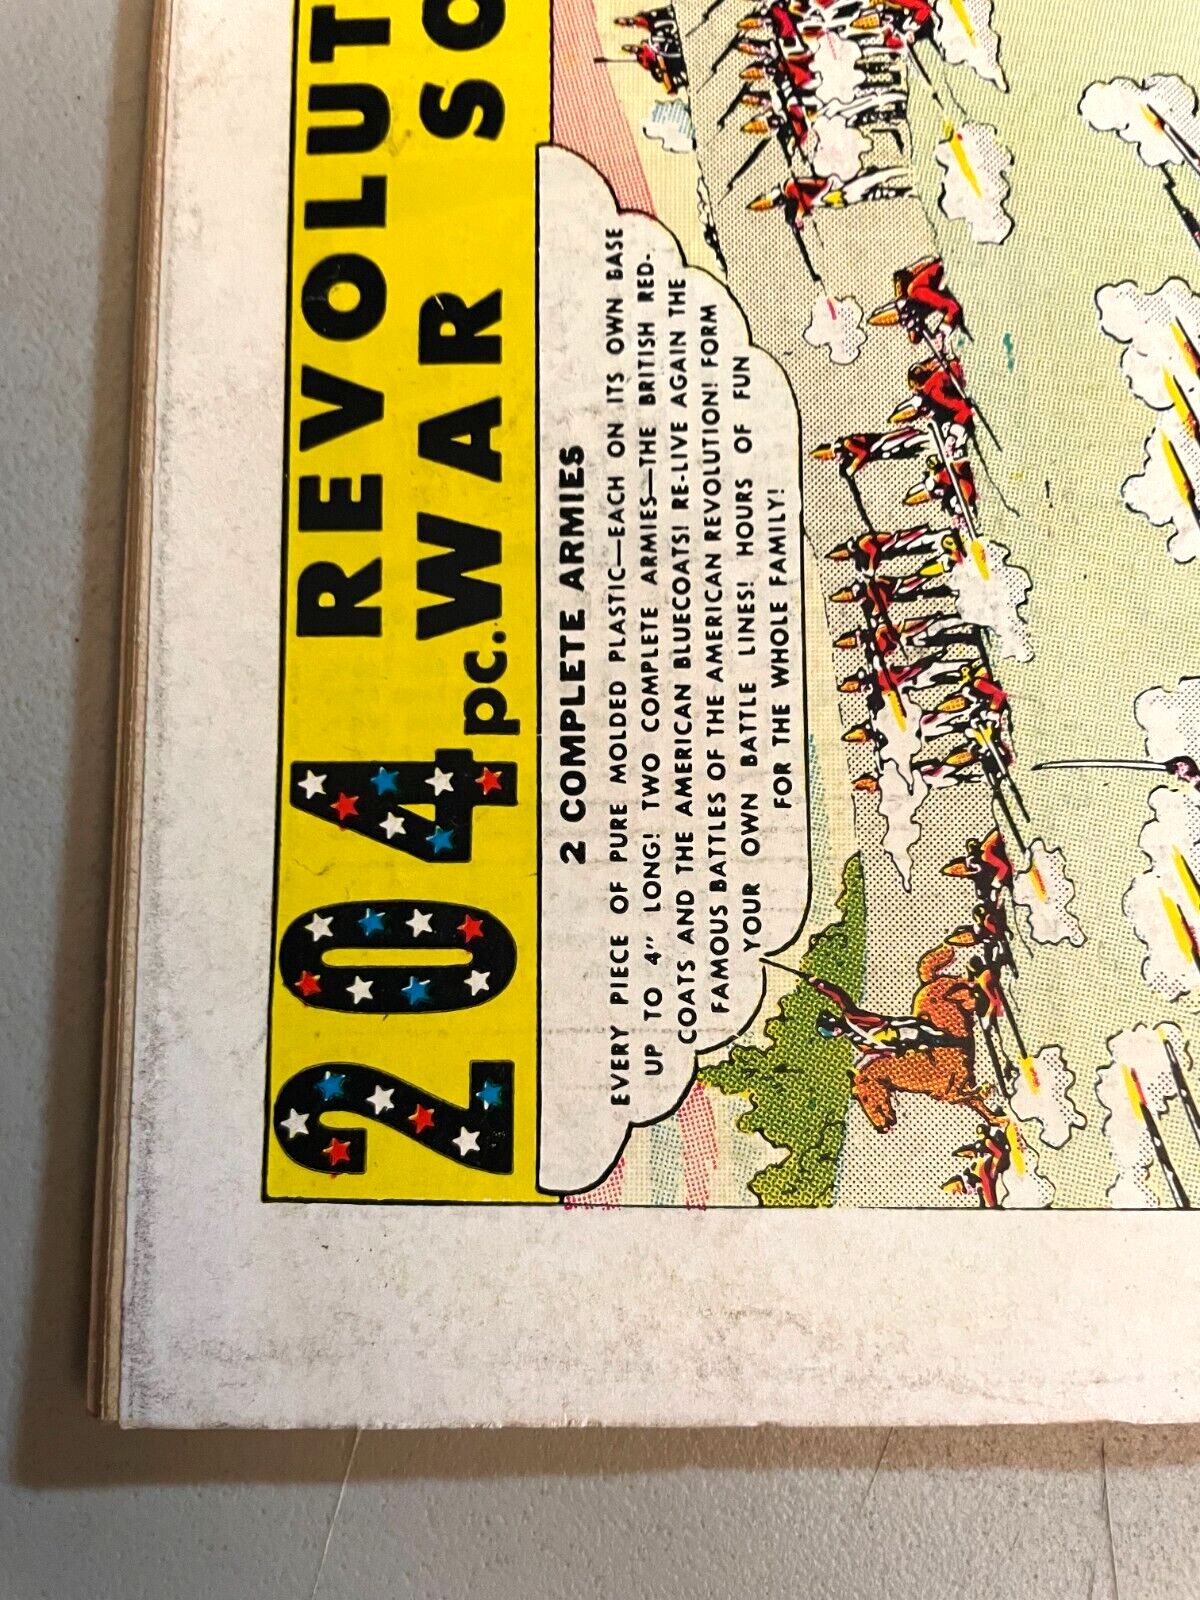 204 pc. REVOLUT
WAR SO
2 COMPLETE ARMIES
EVERY PIECE OF PURE MOLDED PLASTIC—EACH ON ITS OWN BASE
UP TO 4" LONG! TWO COMPLETE ARMIES—THE BRITISH RED-
COATS AND THE AMERICAN BLUECOATS! RE-LIVE AGAIN THE
FAMOUS BATTLES OF THE AMERICAN REVOLUTION! FORM
YOUR OWN BATTLE LINES! HOURS OF FUN
FOR THE WHOLE FAMILY!